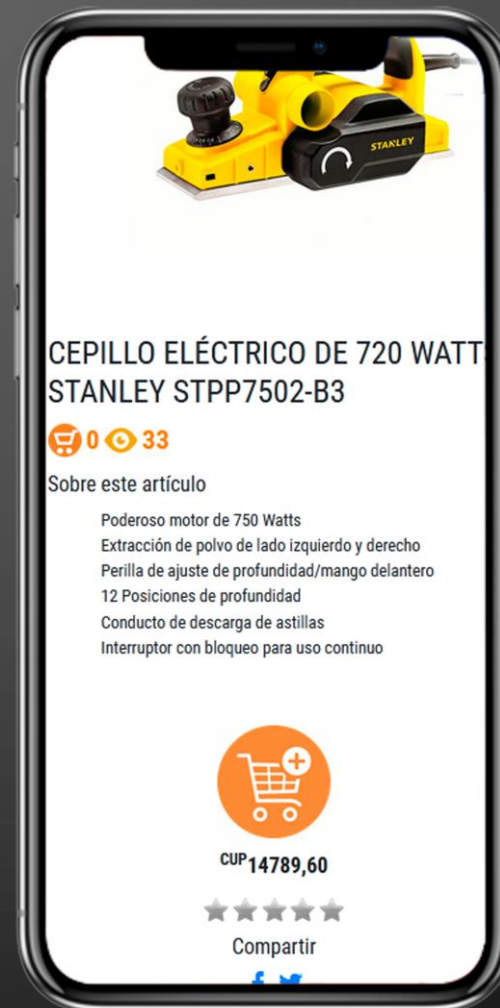 STANLEY
CEPILLO ELÉCTRICO DE 720 WATT
STANLEY STPP7502-B3
0 33
Sobre este artículo
Poderoso motor de 750 Watts
Extracción de polvo de lado izquierdo y derecho
Perilla de ajuste de profundidad/mango delantero
12 Posiciones de profundidad
Conducto de descarga de astillas
Interruptor con bloqueo para uso continuo
CUP14789,60
Compartir